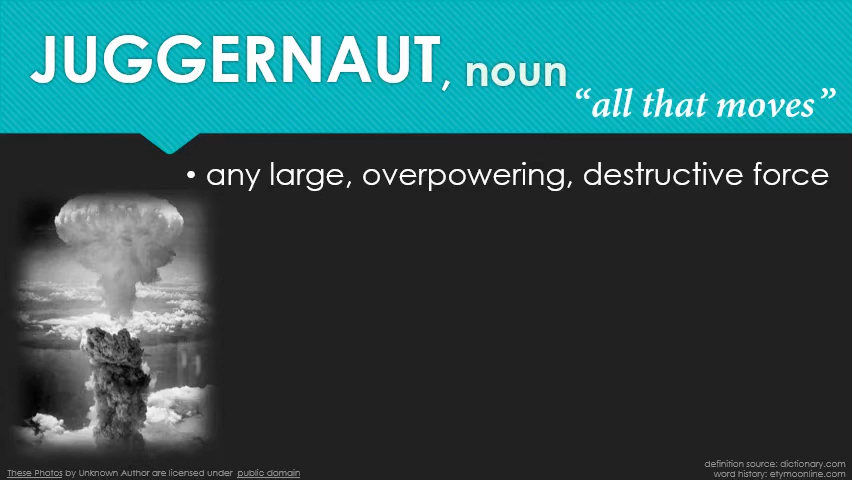 JUGGERNAUT, noun
“all that moves”
• any large, overpowering, destructive force
These Photos by Unknown Author are licensed under public domain
definition source: dictionary.com
word history: etymoonline.com